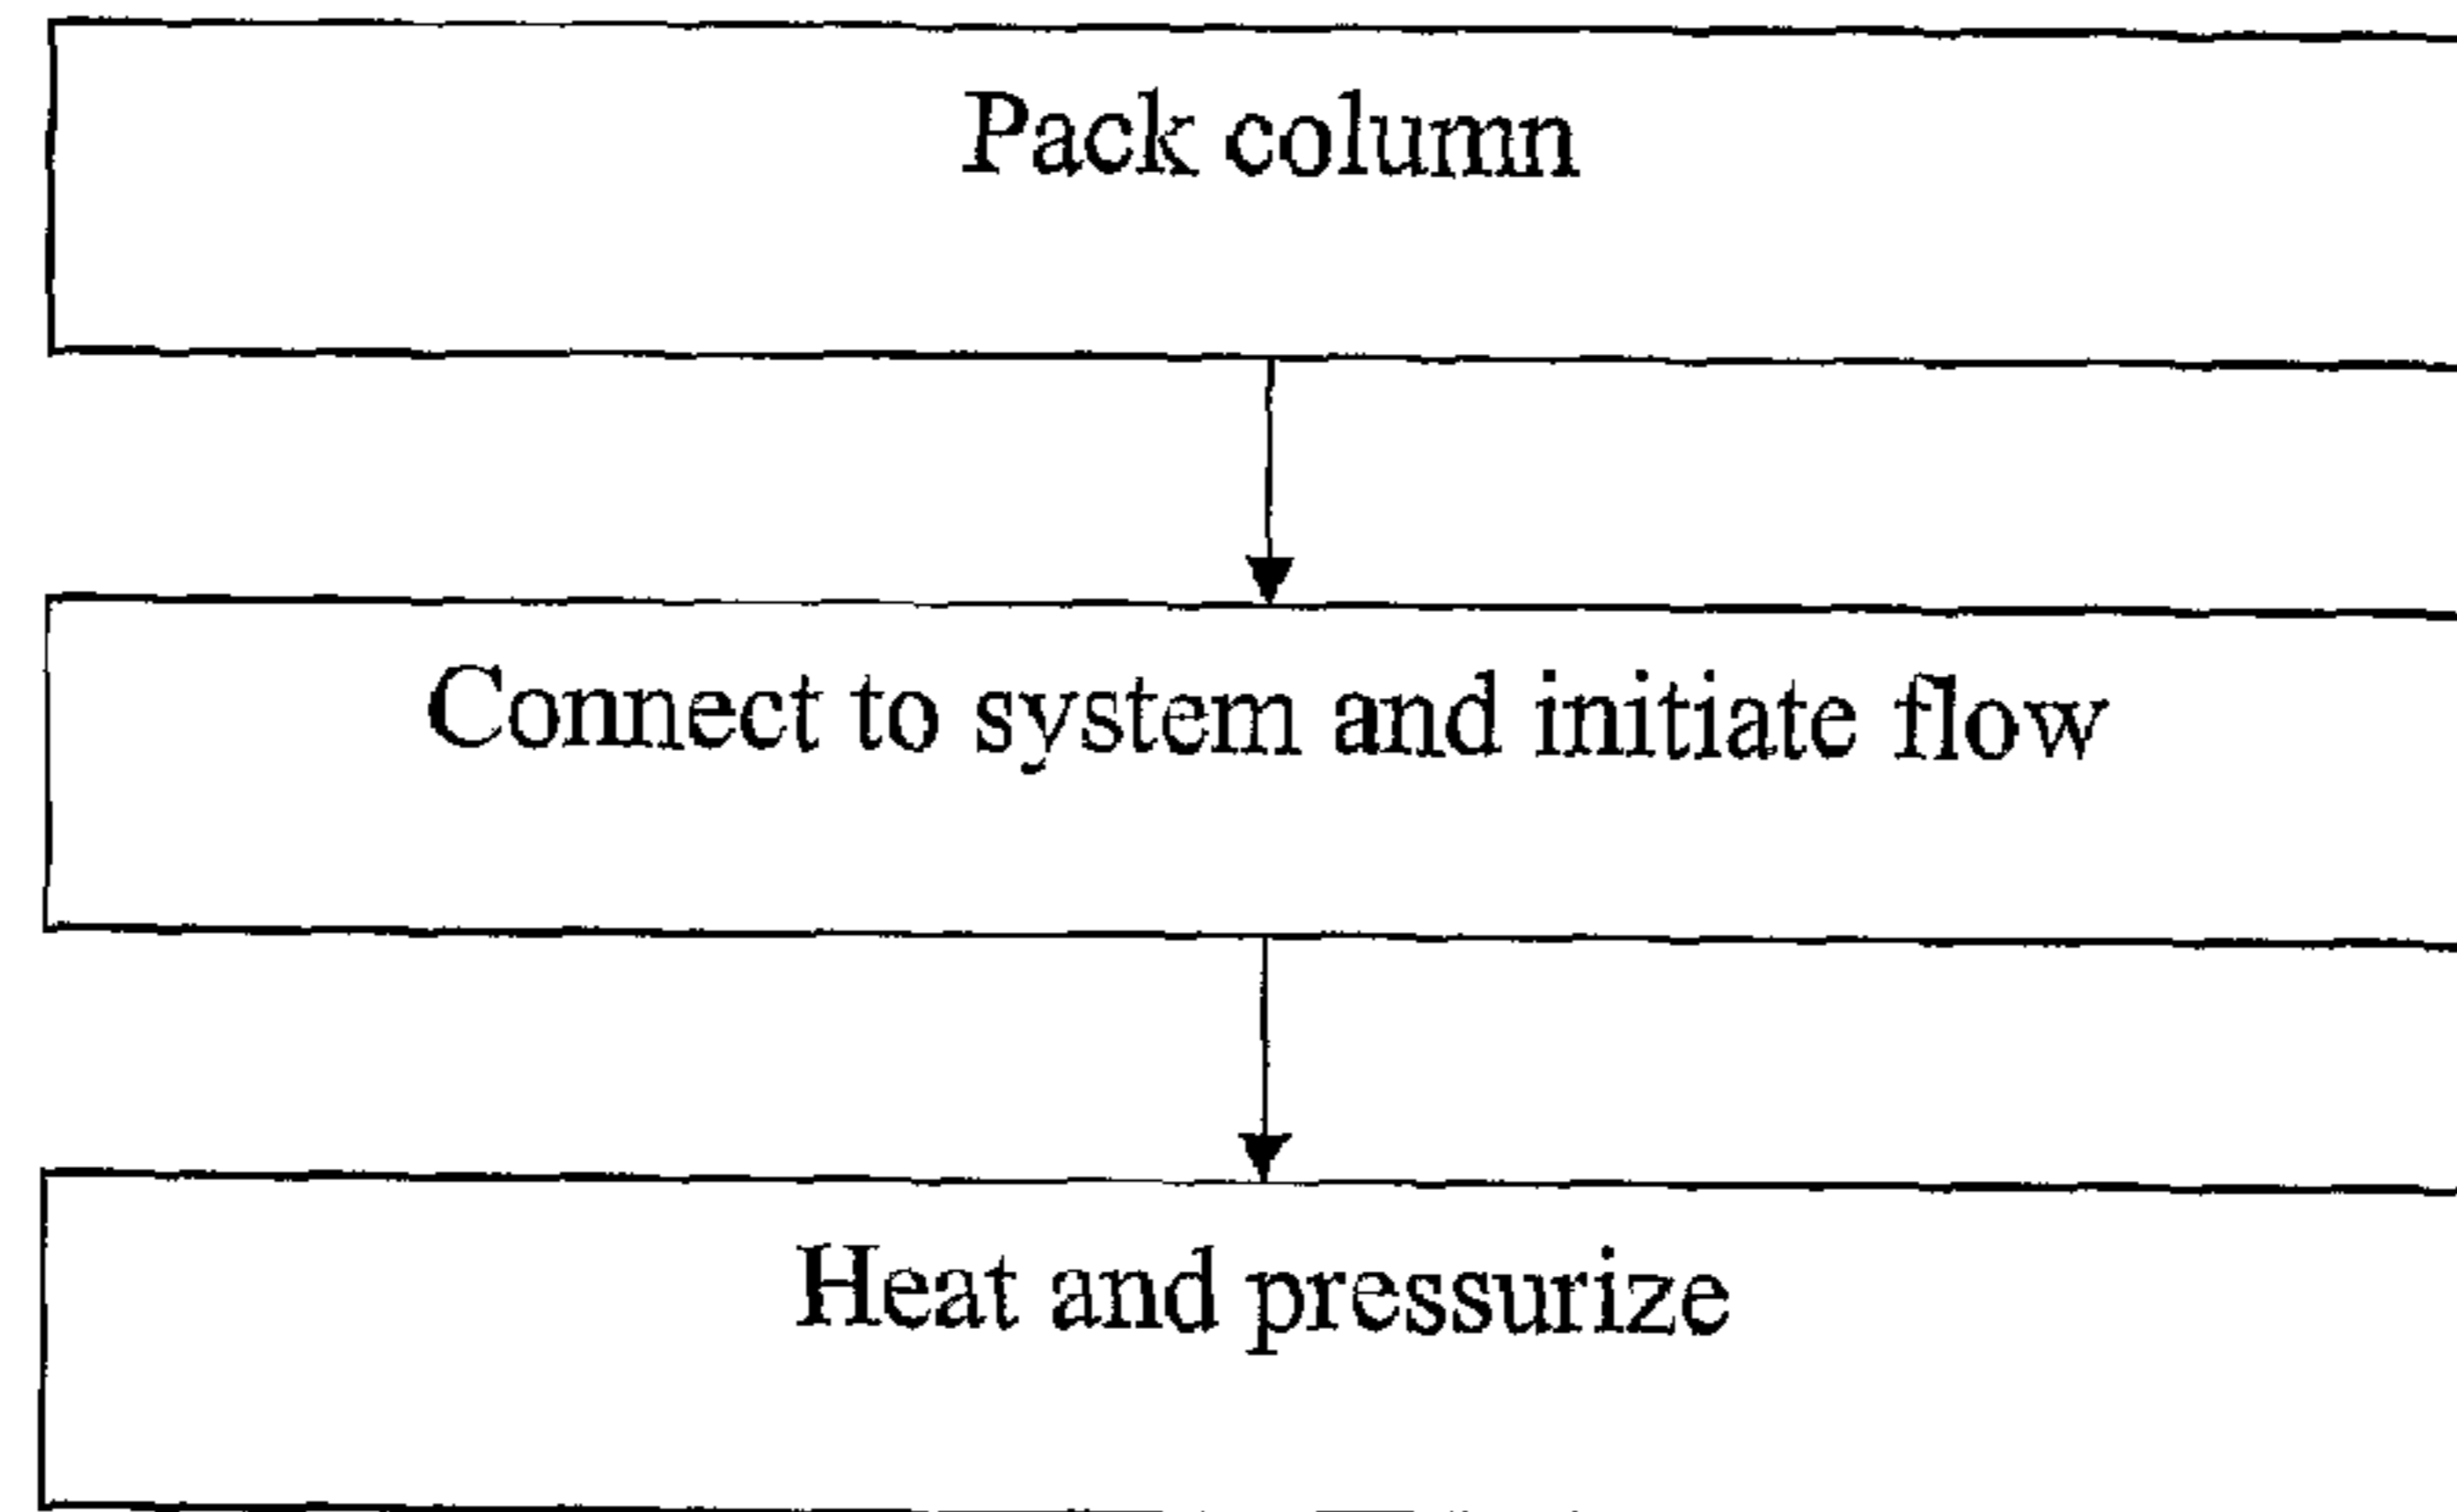 Pack column
Connect to system and initiate flow
Heat and pressurize